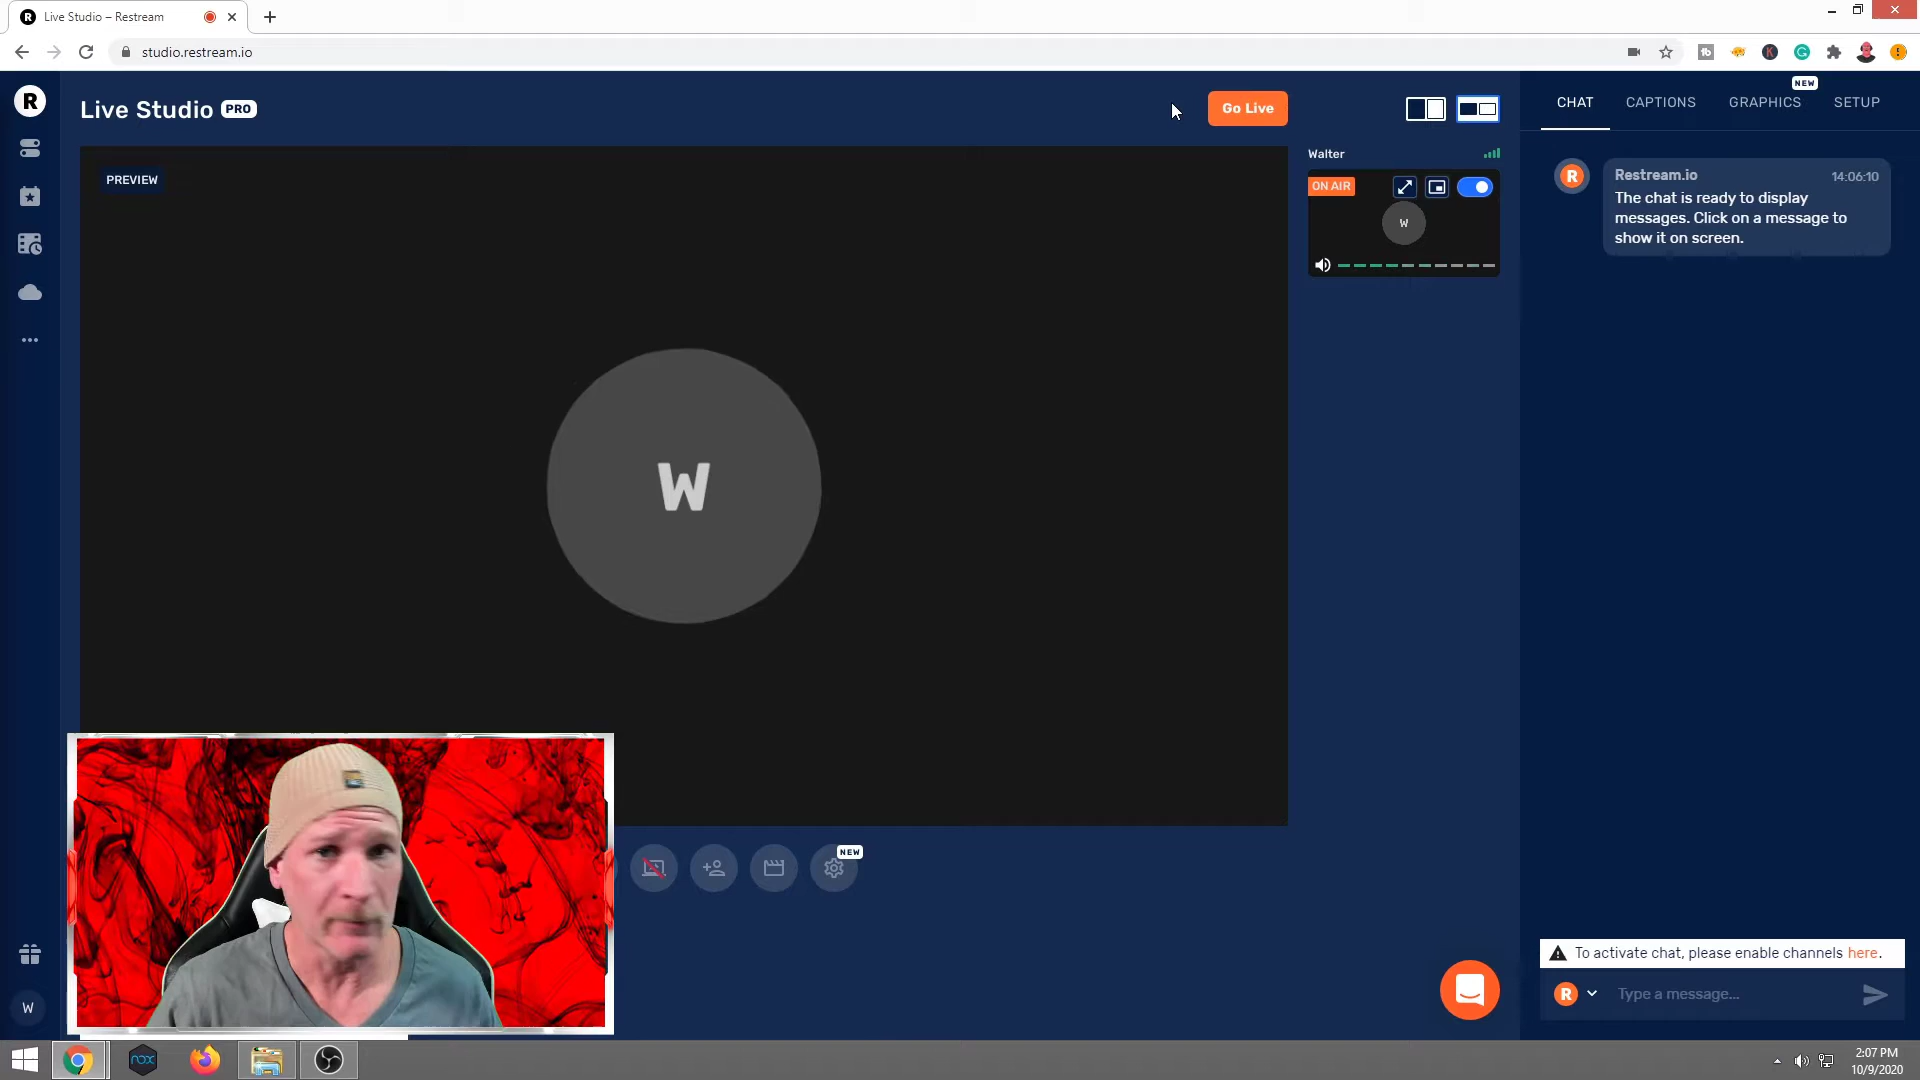 Live Studio – Restream
studio.restream.io
R
Live Studio PRO
Go Live
CHAT
CAPTIONS
NEW
GRAPHICS
SETUP
PREVIEW
Walter
ON AIR
W
R
Restream.io
14:06:10
The chat is ready to display
messages. Click on a message to
show it on screen.
W
NEW
To activate chat, please enable channels here.
R
Type a message...
W
nox
2:07 PM
10/9/2020